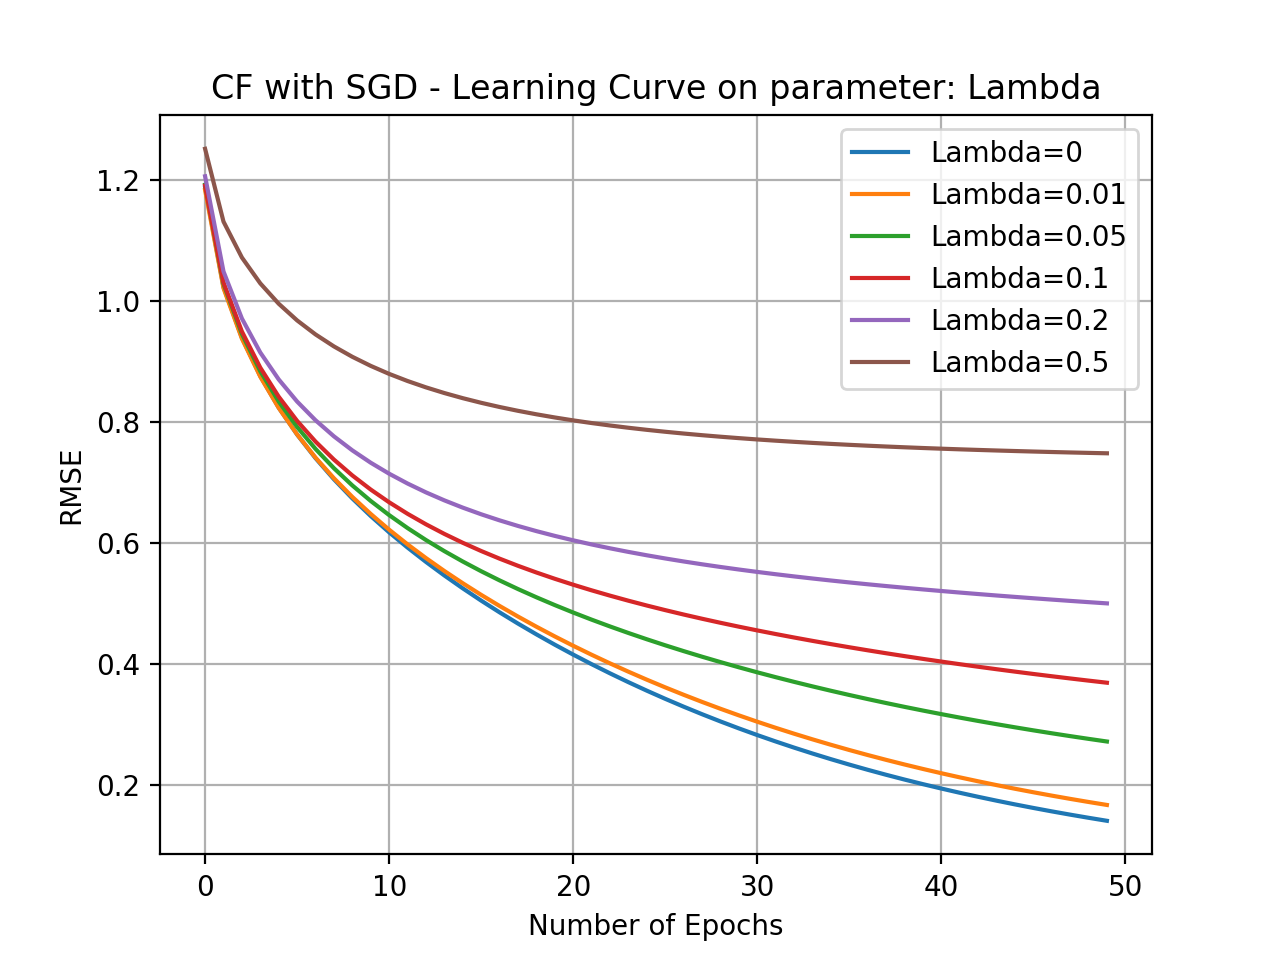 CF with SGD - Learning Curve on parameter: Lambda
Lambda=0
Lambda=0.01
Lambda=0.05
Lambda=0.1
Lambda=0.2
Lambda=0.5
RMSE
1.2
1.0
0.8
0.6
0.4
0.2
0 10 20 30 40 50
Number of Epochs